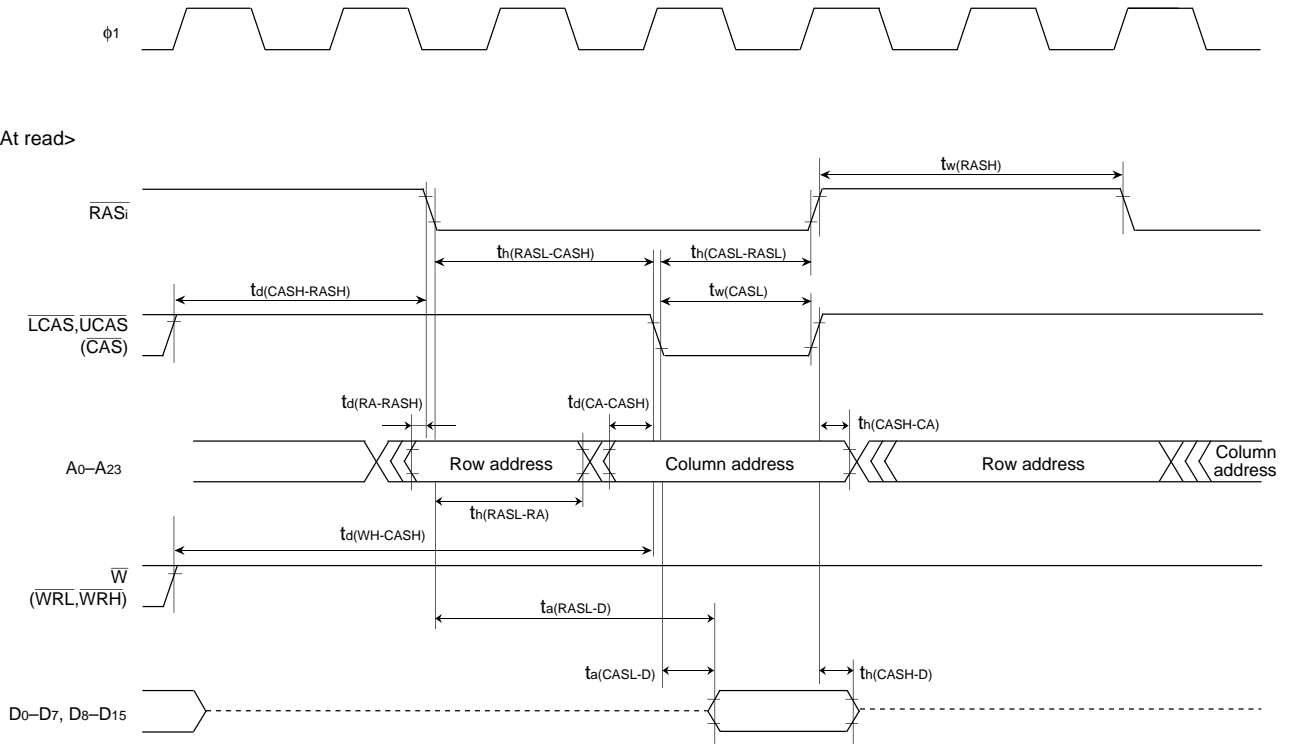 ϕ1
At read>
tw(RASH)
RASi
th(RASL-CASH)
th(CASL-RASL)
td(CASH-RASH)
tw(CASL)
LCAS,UCAS
(CAS)
td(RA-RASH)
td(CA-CASH)
th(CASH-CA)
A0–A23
Row address
Column address
Row address
Column
address
th(RASL-RA)
td(WH-CASH)
W
(WRL,WRH)
ta(RASL-D)
ta(CASL-D)
th(CASH-D)
D0–D7, D8–D15